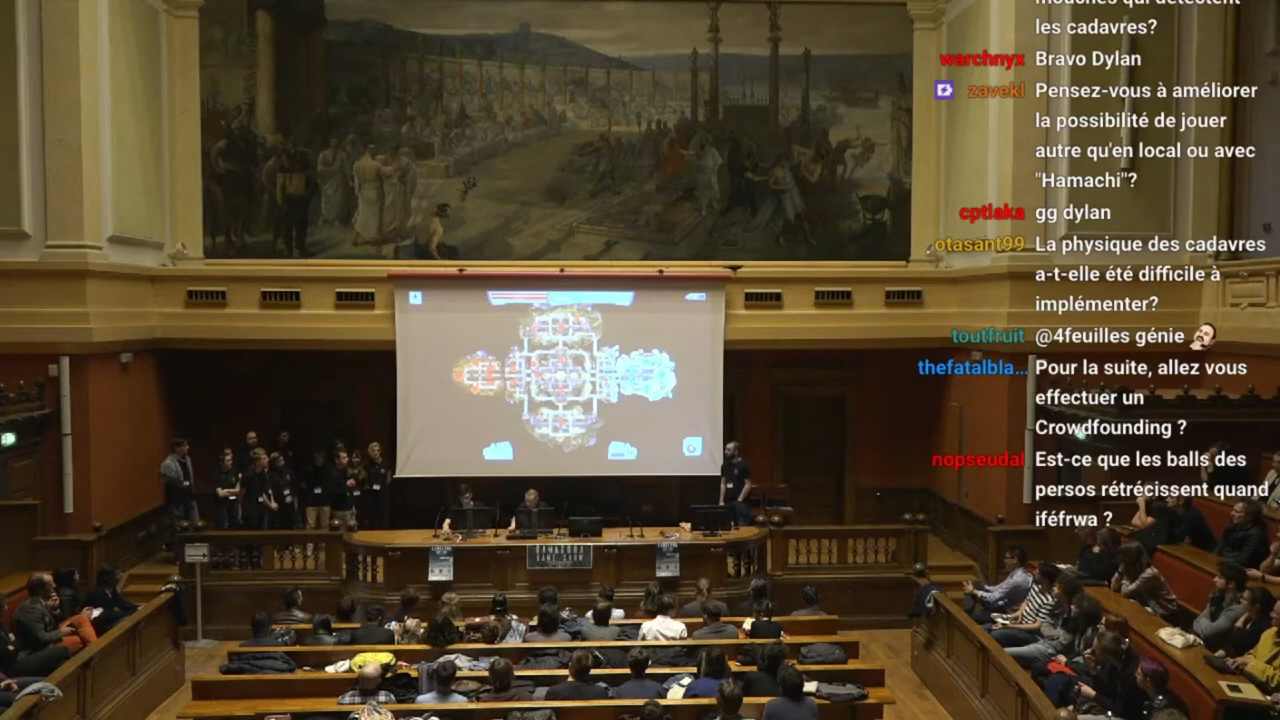 mouches qui détectent
les cadavres?
warchnyx Bravo Dylan
zavekl Pensez-vous à améliorer
la possibilité de jouer
autre qu'en local ou avec
"Hamachi"?
cptlaka gg dylan
otasant99 La physique des cadavres
a-t-elle été difficile à
implémenter?
toutfruit @4feuilles génie
thefatalbla... Pour la suite, allez vous
effectuer un
Crowdfounding ?
nopseudal Est-ce que les balls des
persos rétrécissent quand
iféfrwa ?